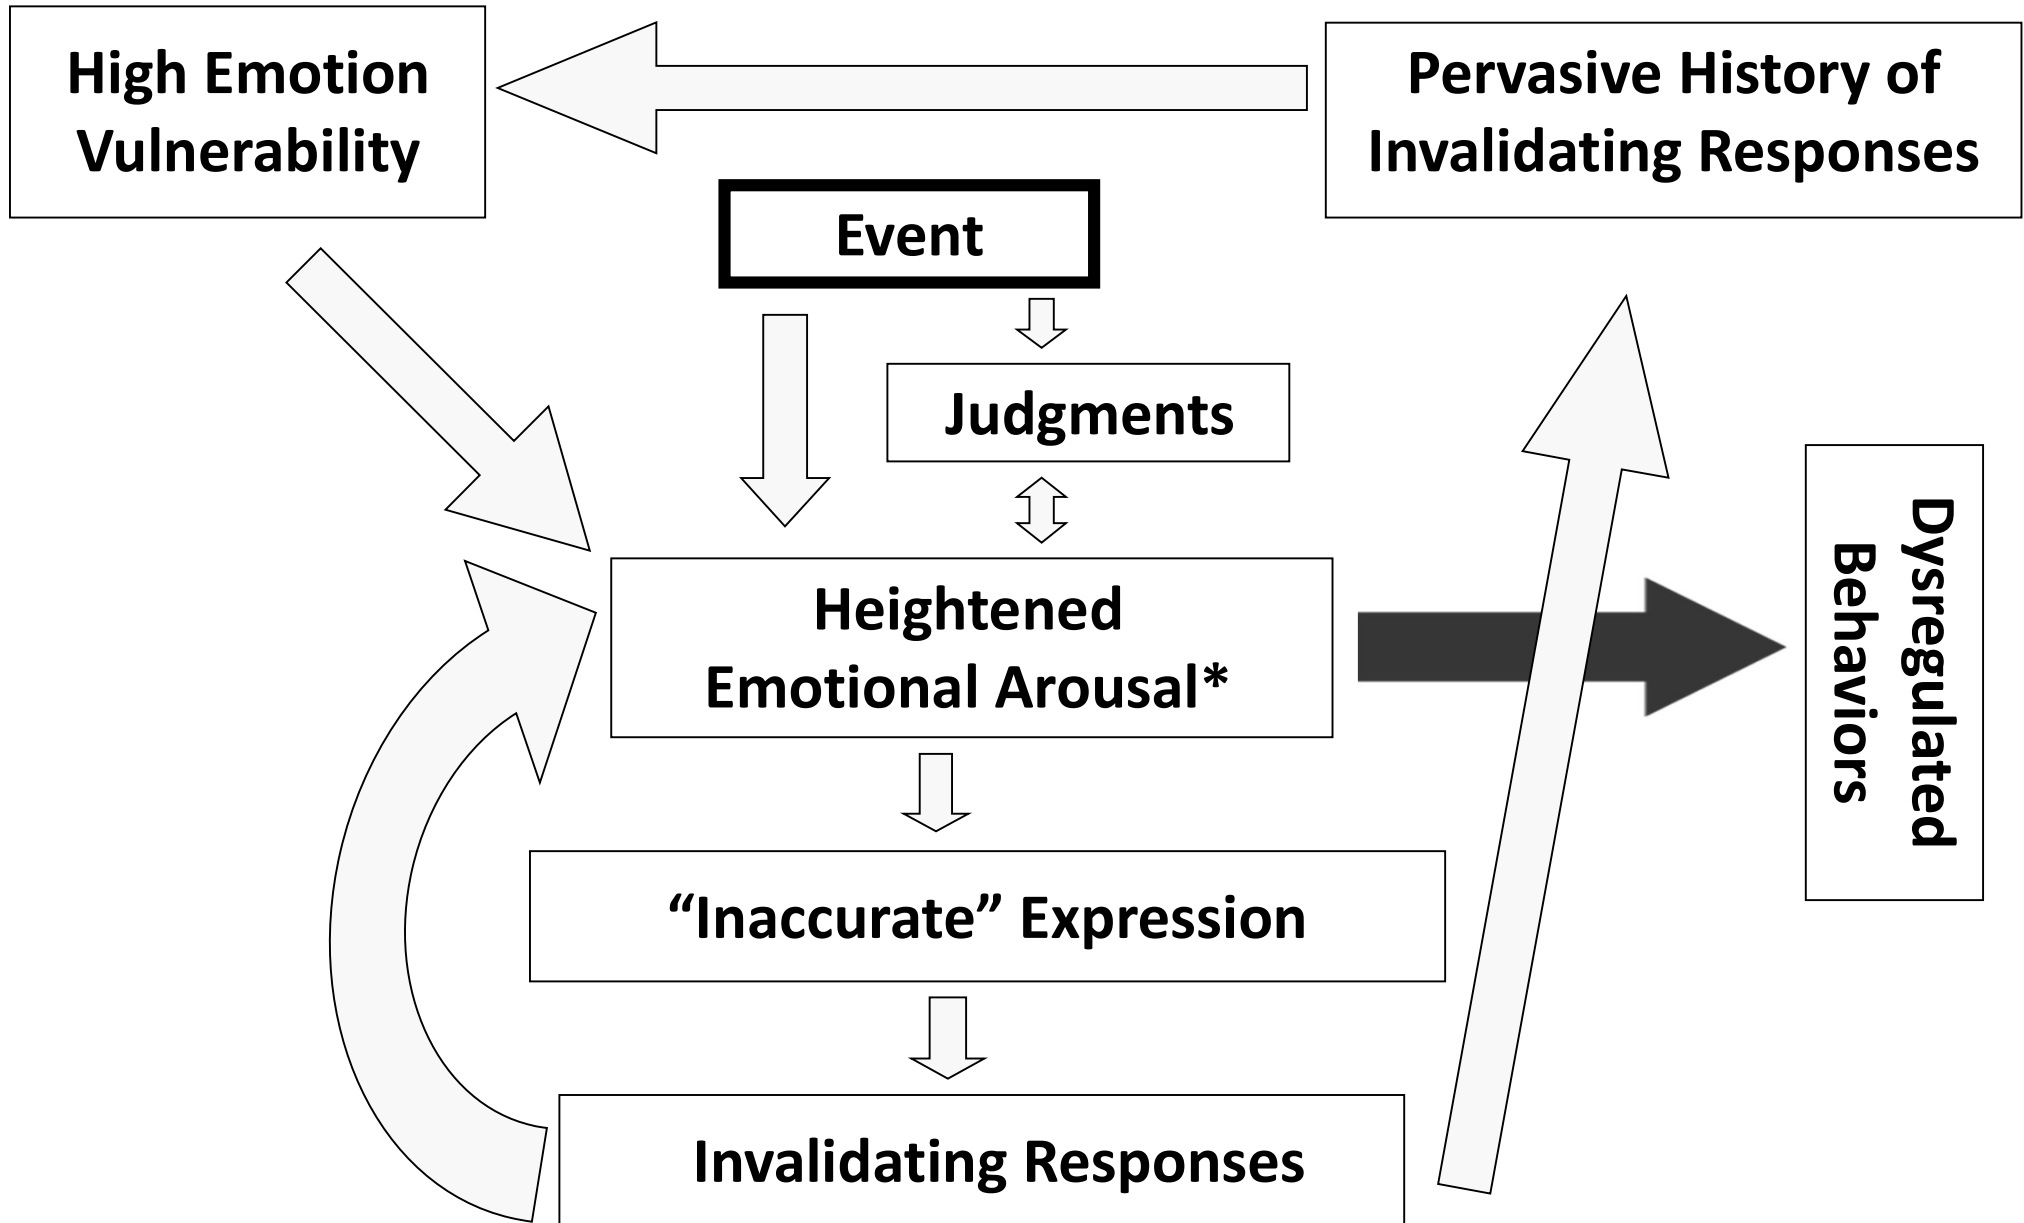 High Emotion
Vulnerability
Pervasive History of
Invalidating Responses
Event
Judgments
Heightened
Emotional Arousal*
Dysregulated
Behaviors
“Inaccurate” Expression
Invalidating Responses